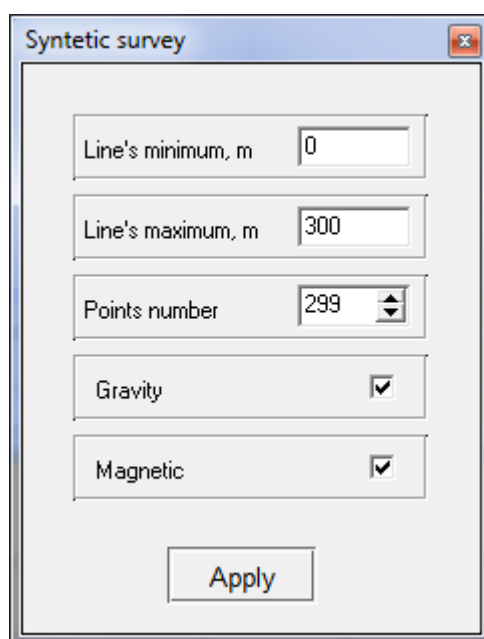 Syntetic survey
Line's minimum, m 0
Line's maximum, m 300
Points number 299
Gravity
Magnetic
Apply